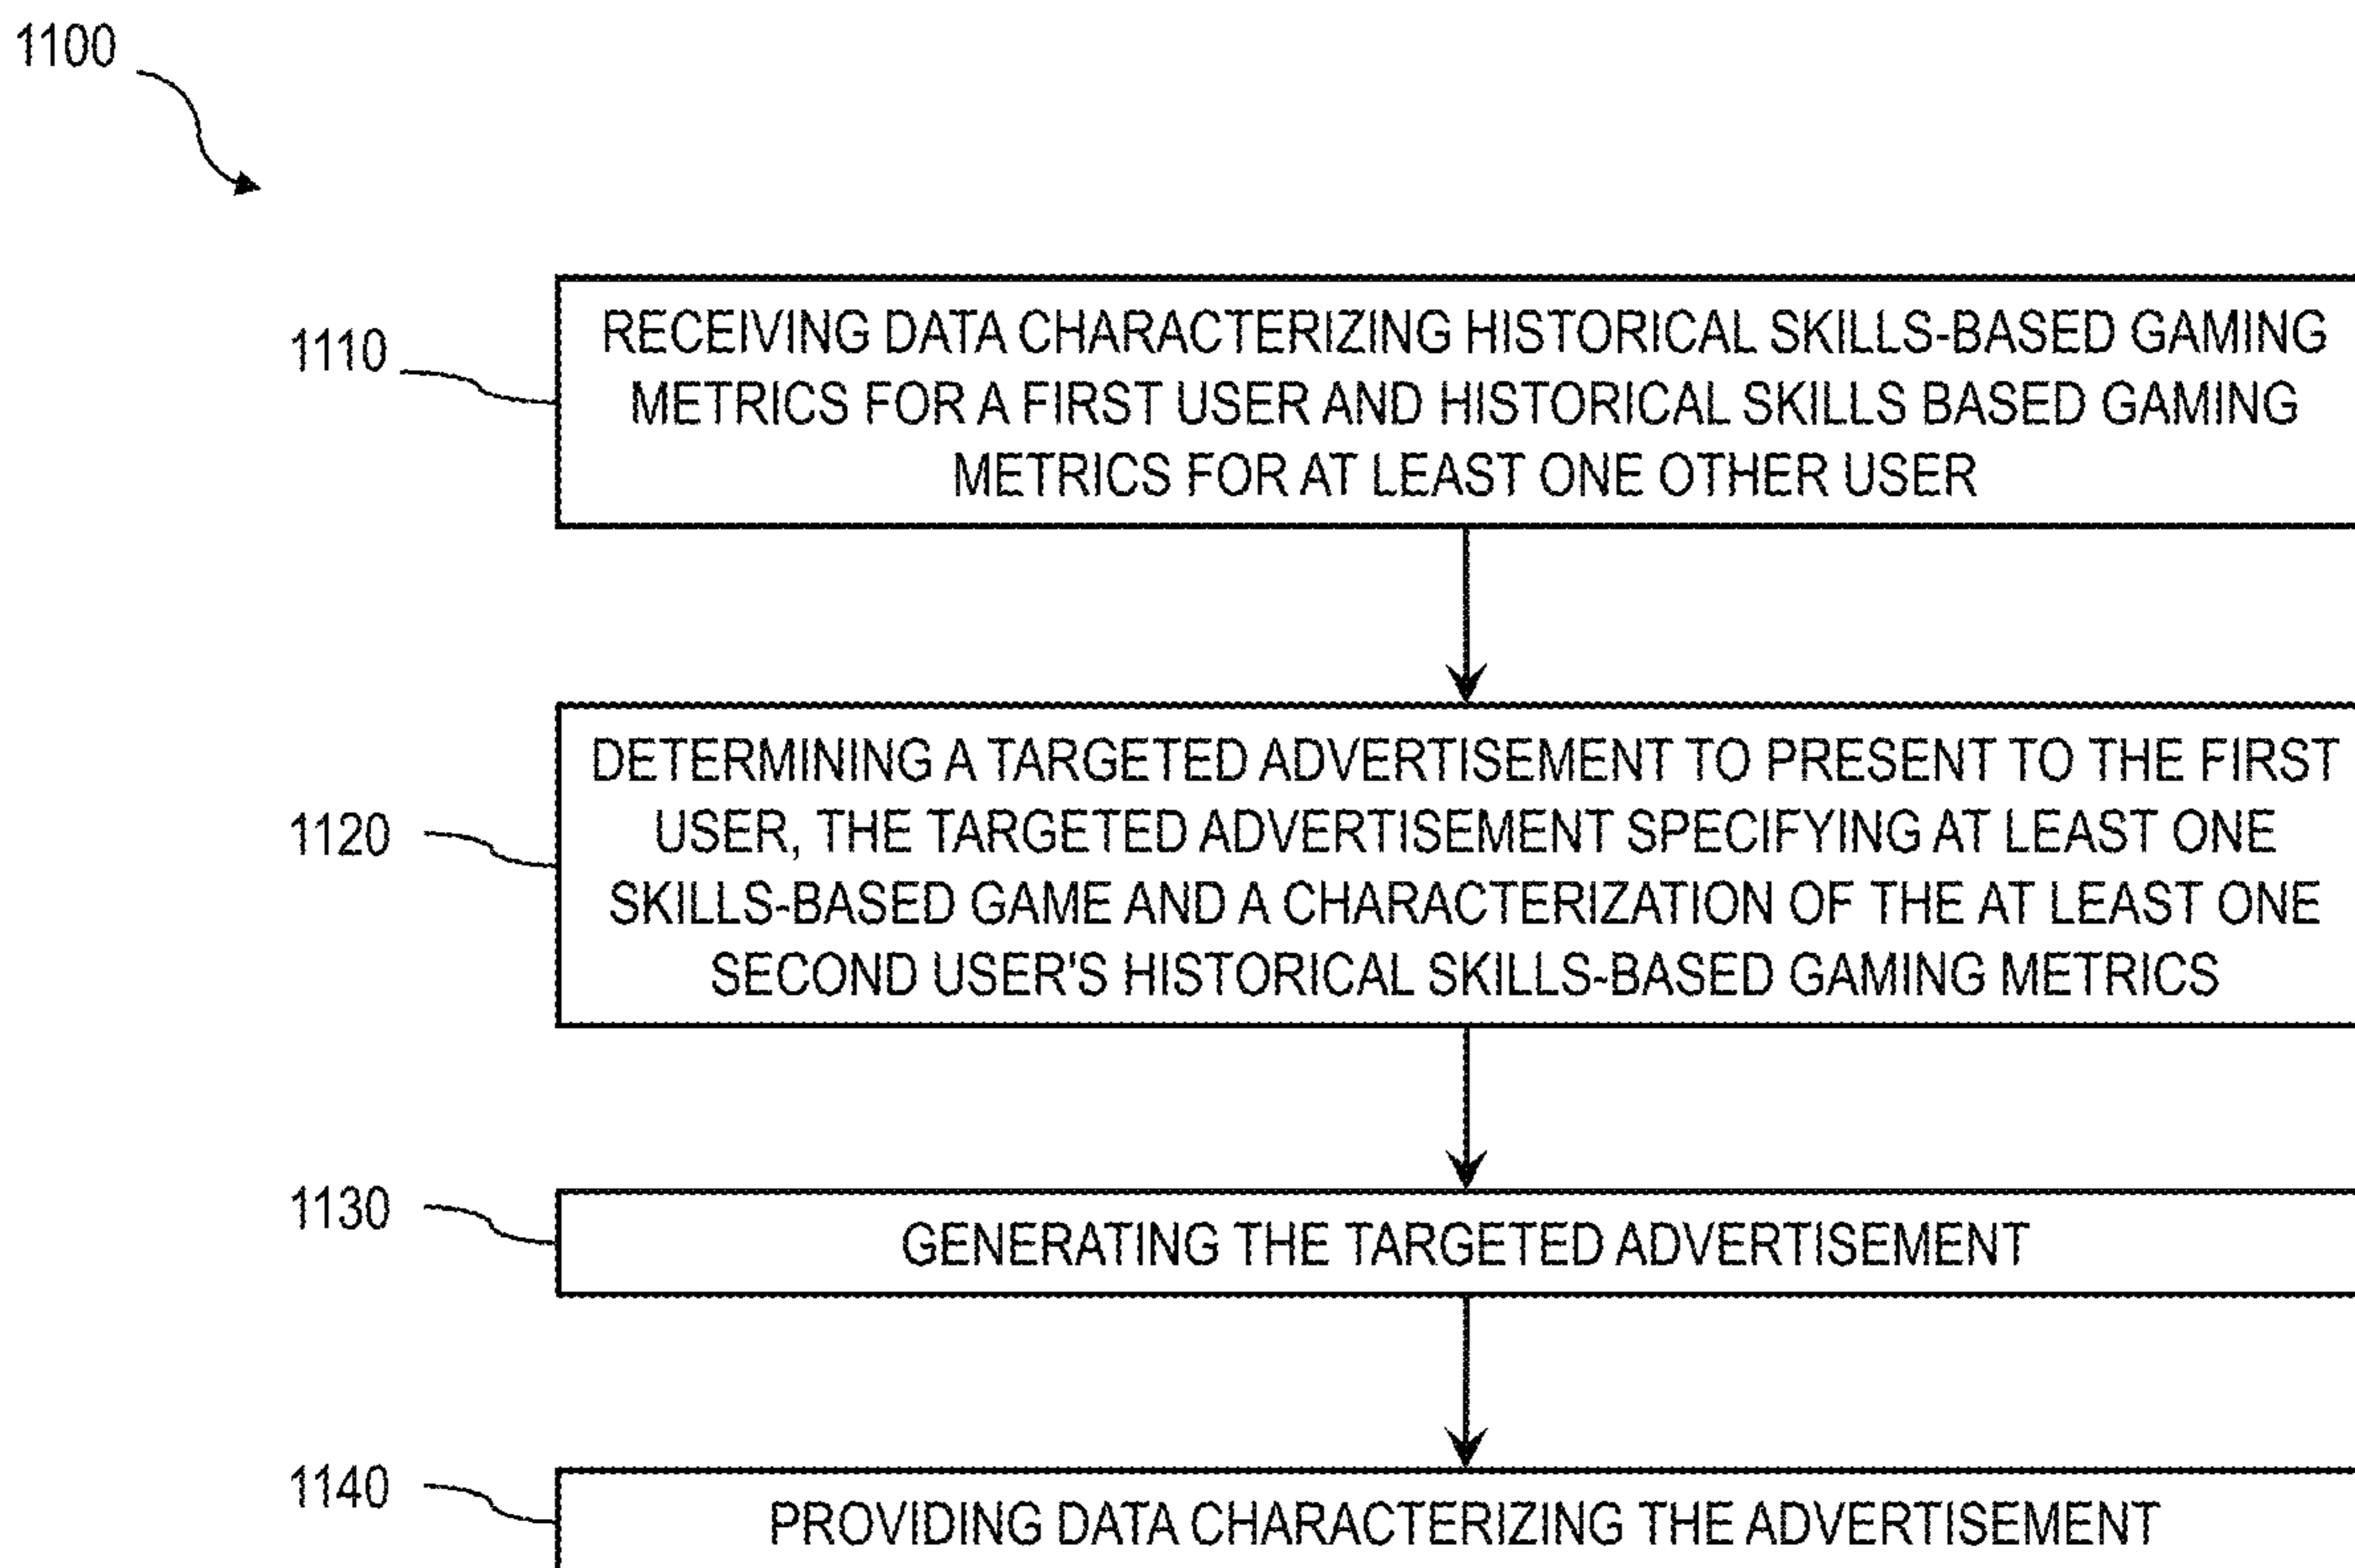 1100
1110
RECEIVING DATA CHARACTERIZING HISTORICAL SKILLS-BASED GAMING
METRICS FOR A FIRST USER AND HISTORICAL SKILLS BASED GAMING
METRICS FOR AT LEAST ONE OTHER USER
1120
DETERMINING A TARGETED ADVERTISEMENT TO PRESENT TO THE FIRST
USER, THE TARGETED ADVERTISEMENT SPECIFYING AT LEAST ONE
SKILLS-BASED GAME AND A CHARACTERIZATION OF THE AT LEAST ONE
SECOND USER'S HISTORICAL SKILLS-BASED GAMING METRICS
1130
GENERATING THE TARGETED ADVERTISEMENT
1140
PROVIDING DATA CHARACTERIZING THE ADVERTISEMENT